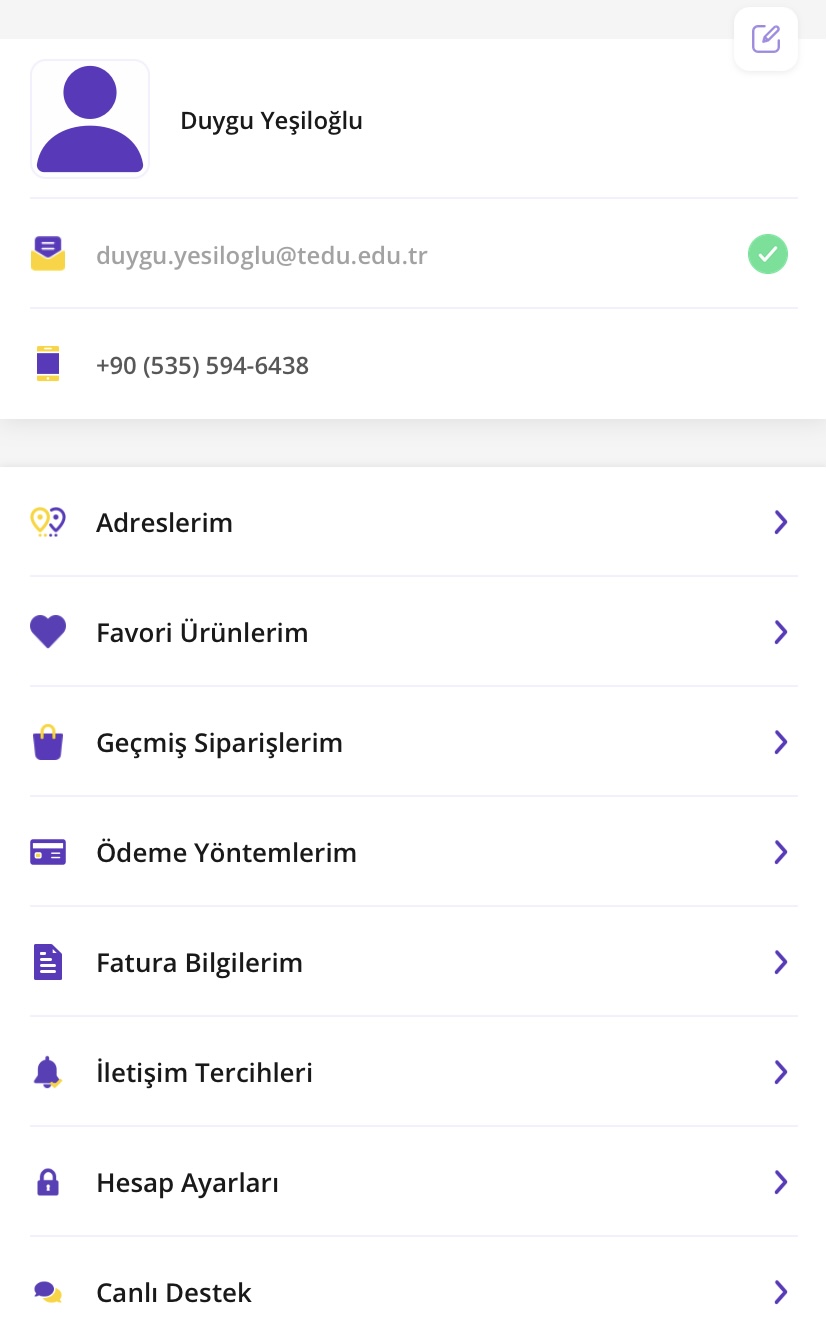 Duygu Yeşiloğlu
duygu.yesiloglu@tedu.edu.tr
+90 (535) 594-6438
Adreslerim
Favori Ürünlerim
Geçmiş Siparişlerim
Ödeme Yöntemlerim
Fatura Bilgilerim
İletişim Tercihleri
Hesap Ayarları
Canlı Destek